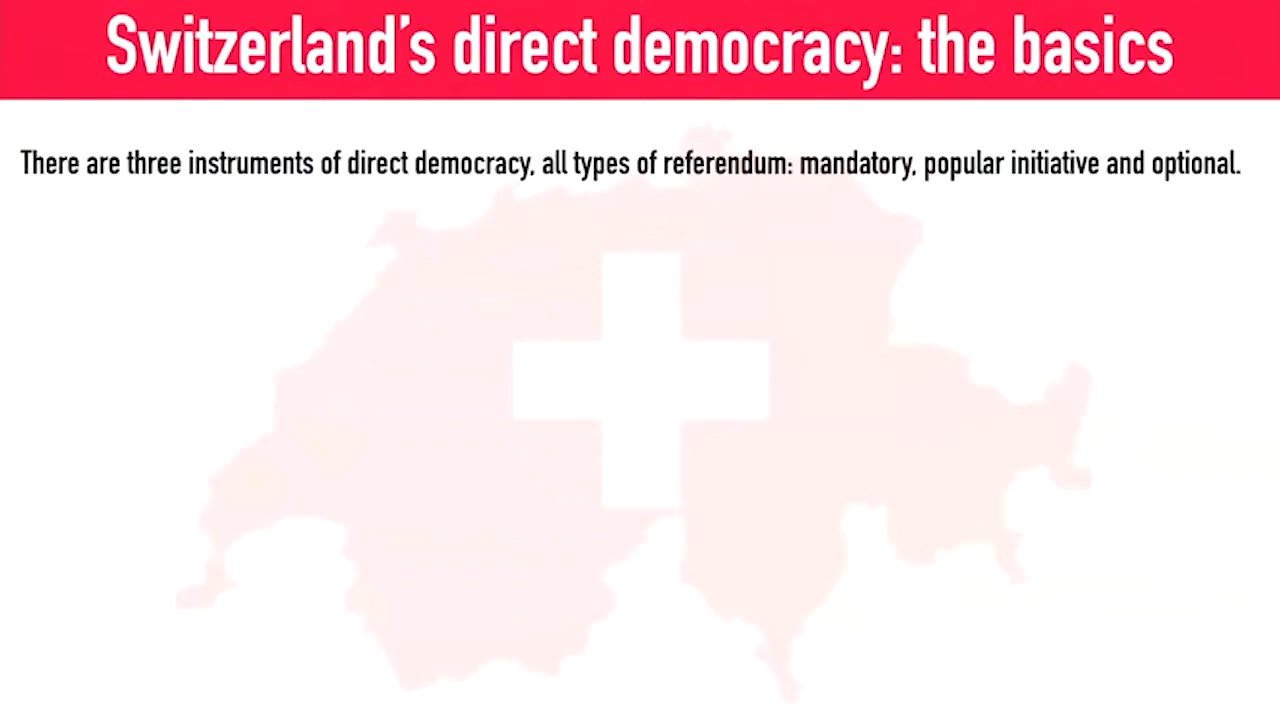 Switzerland's direct democracy: the basics
There are three instruments of direct democracy, all types of referendum: mandatory, popular initiative and optional.